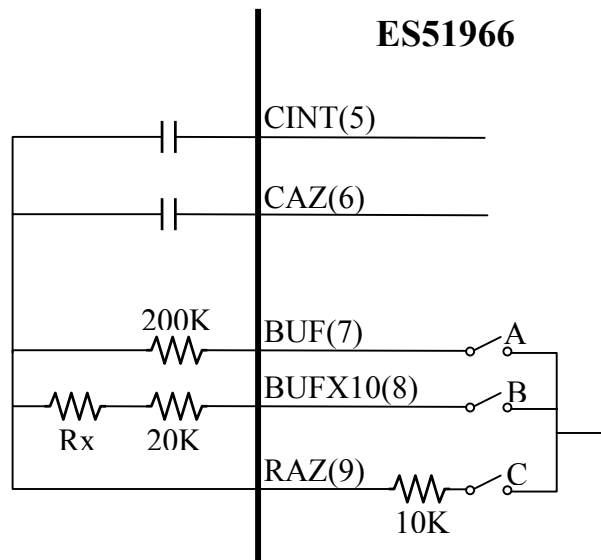 ES51966
CINT(5)
CAZ(6)
200K
BUF(7)
A
BUFX10(8)
B
Rx
20K
RAZ(9)
C
10K